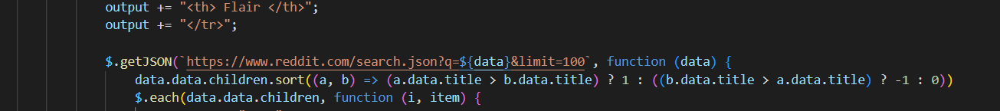 output += "<th> Flair </th>";
output += "</tr>";
$.getJSON(`https://www.reddit.com/search.json?q=${data}&limit=100`, function (data) {
data.data.children.sort((a, b) => (a.data.title > b.data.title) ? 1 : ((b.data.title > a.data.title) ? -1 : 0))
$.each(data.data.children, function (i, item) {